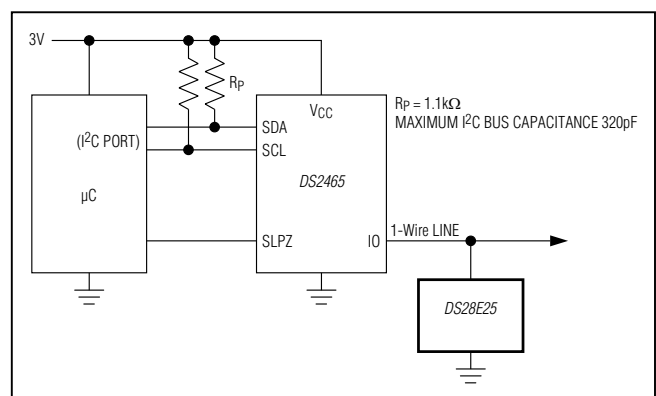 3V
RP
VCC
RP = 1.1kΩ
MAXIMUM I²C BUS CAPACITANCE 320pF
(I²C PORT)
SDA
SCL
DS2465
µC
SLPZ
IO
1-Wire LINE
DS28E25